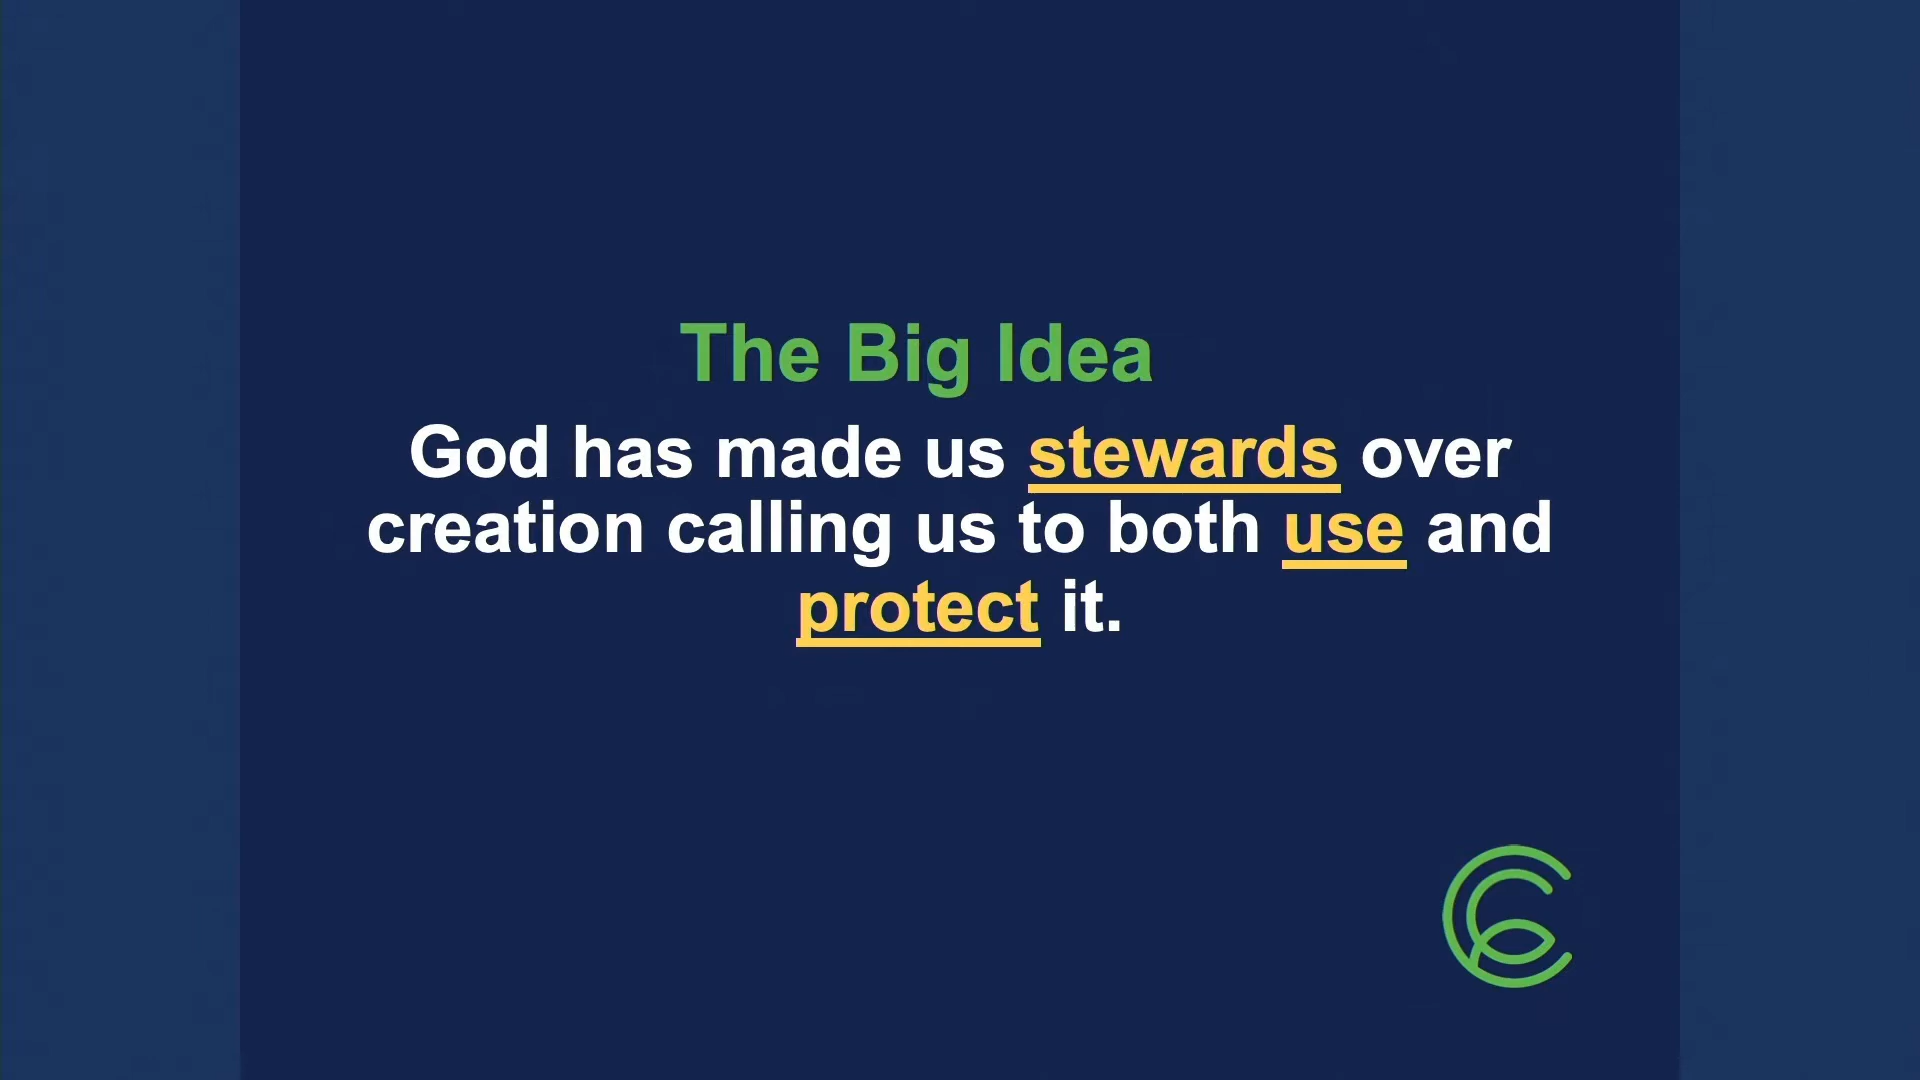 The Big Idea
God has made us stewards over
creation calling us to both use and
protect it.